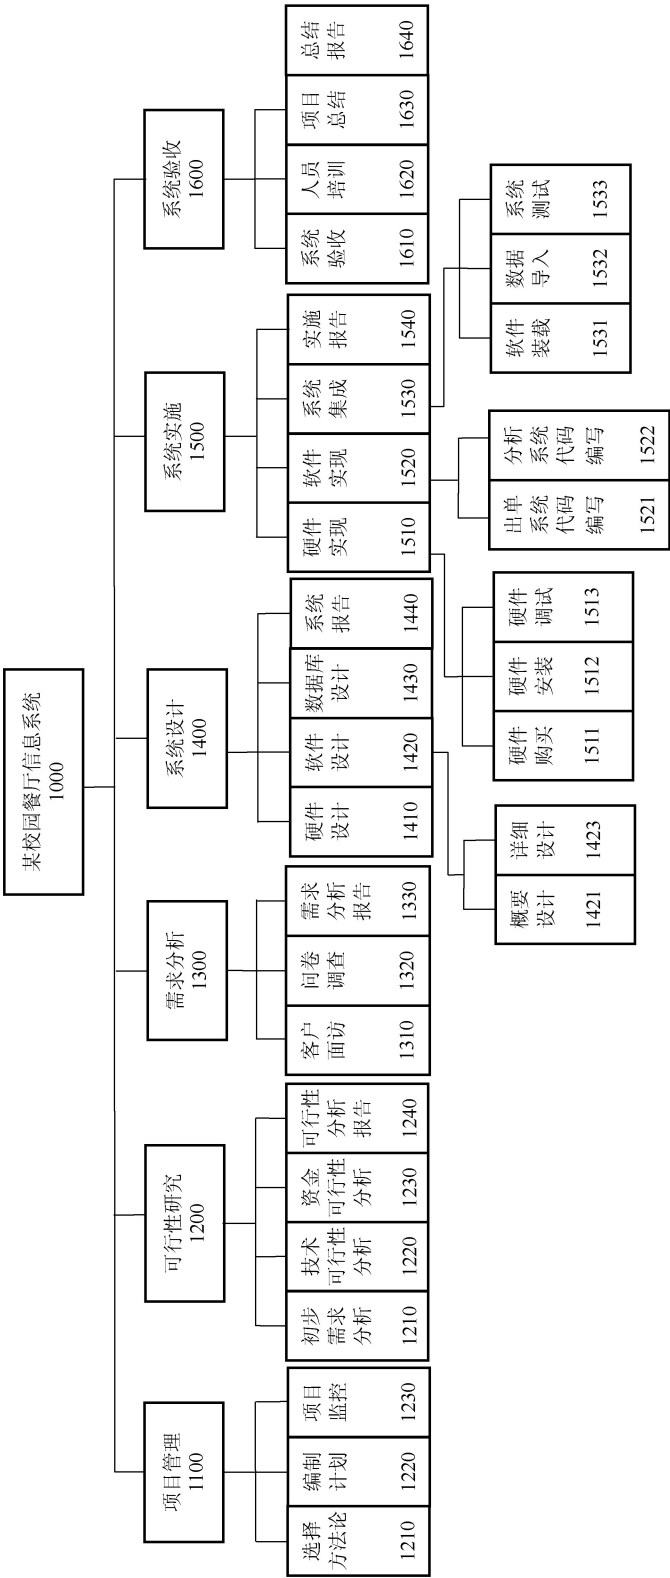 某校园餐厅信息系统
1000
项目管理
1100
可行性研究
1200
需求分析
1300
系统设计
1400
系统实施
1500
系统验收
1600
选择
方法论
1210
编制
计划
1220
项目
监控
1230
初步
需求
分析
1210
技术
可行性
分析
1220
资金
可行性
分析
1230
可行性
分析
报告
1240
客户
面访
1310
问卷
调查
1320
需求
分析
报告
1330
硬件
设计
1410
软件
设计
1420
数据库
设计
1430
系统
报告
1440
硬件
实现
1510
软件
实现
1520
系统
集成
1530
实施
报告
1540
系统
验收
1610
人员
培训
1620
项目
总结
1630
总结
报告
1640
概要
设计
1421
详细
设计
1423
硬件
购买
1511
硬件
安装
1512
硬件
调试
1513
出单
系统
代码
编写
1521
分析
系统
代码
编写
1522
软件
装载
1531
数据
导入
1532
系统
测试
1533